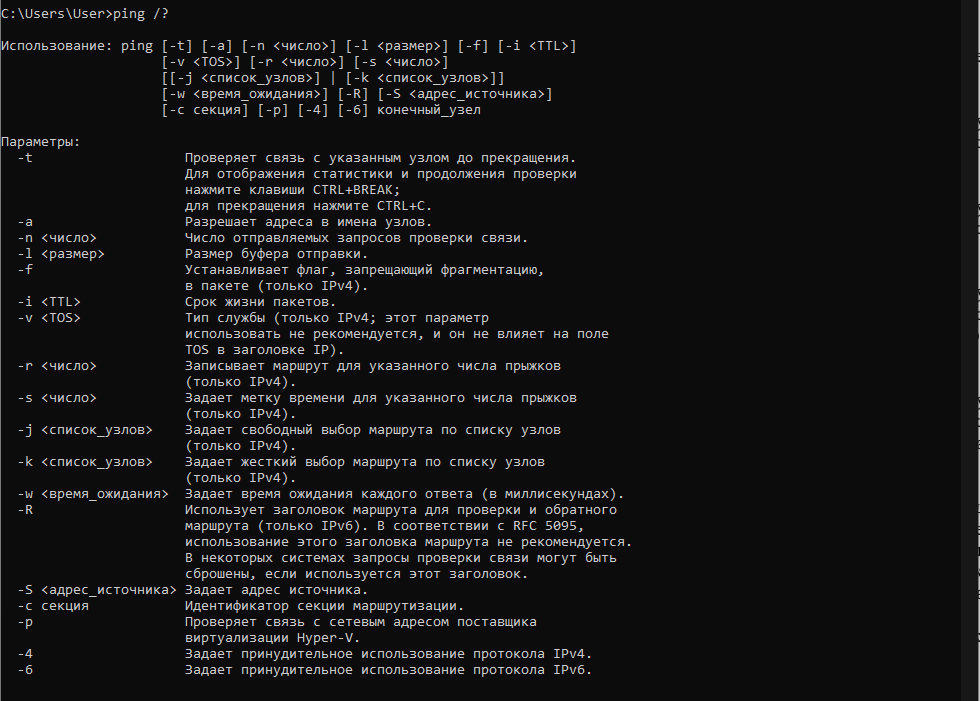 C:\Users\User>ping /?
Использование: ping [-t] [-a] [-n <число>] [-l <размер>] [-f] [-i <TTL>]
[-v <TOS>] [-r <число>] [-s <число>]
[[-j <список_узлов>] | [-k <список_узлов>]]
[-w <время_ожидания>] [-R] [-S <адрес_источника>]
[-c секция] [-p] [-4] [-6] конечный_узел
Параметры:
-t Проверяет связь с указанным узлом до прекращения.
Для отображения статистики и продолжения проверки
нажмите клавиши CTRL+BREAK;
для прекращения нажмите CTRL+C.
-a Разрешает адреса в имена узлов.
-n <число> Число отправляемых запросов проверки связи.
-l <размер> Размер буфера отправки.
-f Устанавливает флаг, запрещающий фрагментацию,
в пакете (только IPv4).
-i <TTL> Срок жизни пакетов.
-v <TOS> Тип службы (только IPv4; этот параметр
использовать не рекомендуется, и он не влияет на поле
TOS в заголовке IP).
-r <число> Записывает маршрут для указанного числа прыжков
(только IPv4).
-s <число> Задает метку времени для указанного числа прыжков
(только IPv4).
-j <список_узлов> Задает свободный выбор маршрута по списку узлов
(только IPv4).
-k <список_узлов> Задает жесткий выбор маршрута по списку узлов
(только IPv4).
-w <время_ожидания> Задает время ожидания каждого ответа (в миллисекундах).
-R Использует заголовок маршрута для проверки и обратного
маршрута (только IPv6). В соответствии с RFC 5095,
использование этого заголовка маршрута не рекомендуется.
В некоторых системах запросы проверки связи могут быть
сброшены, если используется этот заголовок.
-S <адрес_источника> Задает адрес источника.
-c секция Идентификатор секции маршрутизации.
-p Проверяет связь с сетевым адресом поставщика
виртуализации Hyper-V.
-4 Задает принудительное использование протокола IPv4.
-6 Задает принудительное использование протокола IPv6.